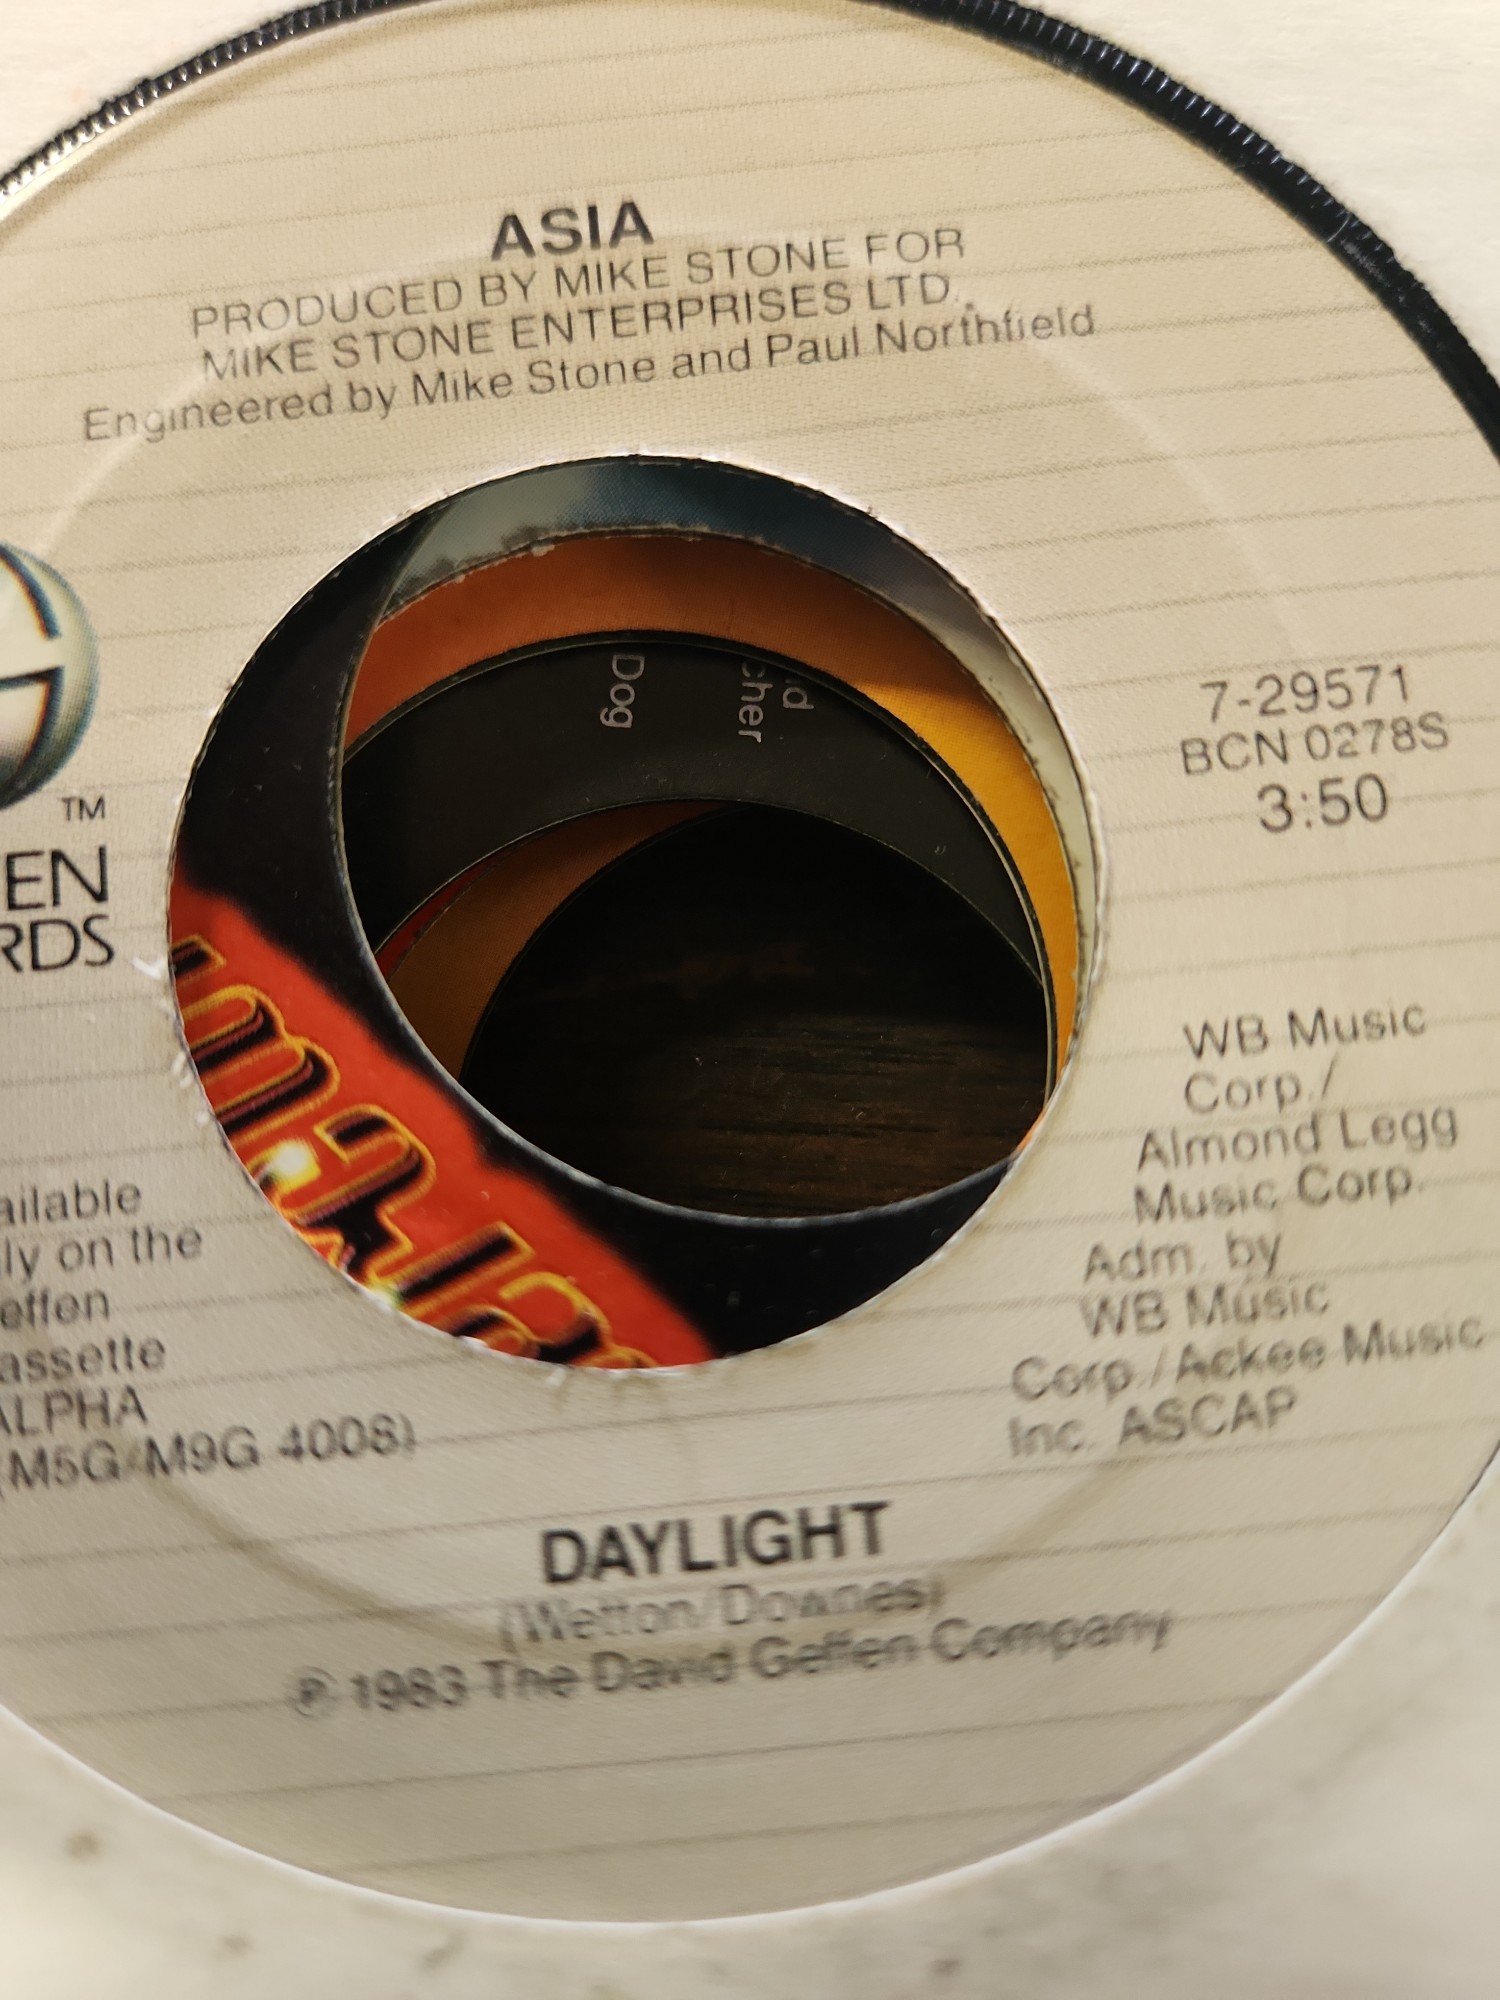 ASIA
PRODUCED BY MIKE STONE FOR
MIKE STONE ENTERPRISES LTD.
Engineered by Mike Stone and Paul Northfield
Dog
cher
7-29571
BCN 0278S
3:50
TM
EN
RDS
WB Music
Corp./
Almond Legg
Music Corp.
Adm. by
WB Music
Corp./Ackee Music
Inc. ASCAP
ailable
ly on the
effen
assette
ALPHA
(M5G/M9G 4008)
DAYLIGHT
(Wetton/Downes)
℗ 1983 The David Geffen Company